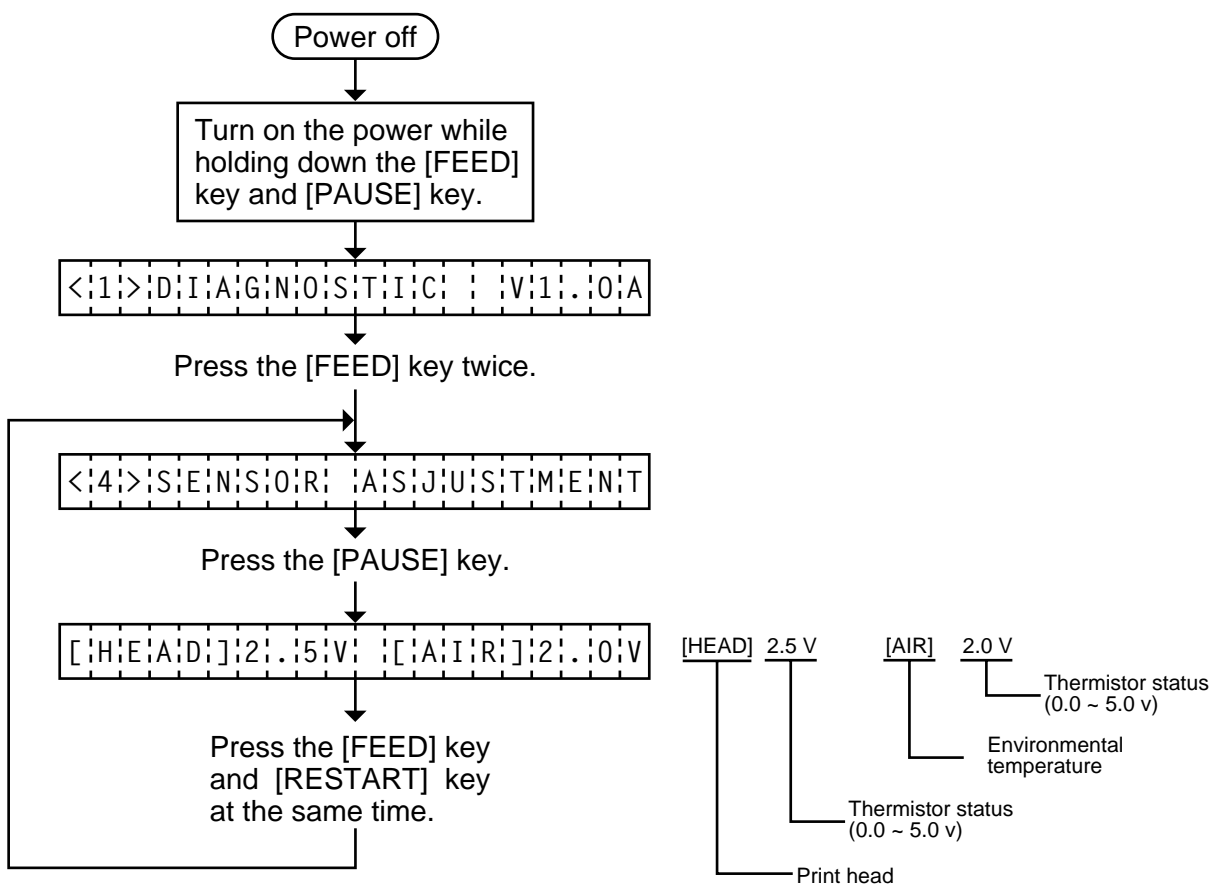 Power off
Turn on the power while
holding down the [FEED]
key and [PAUSE] key.
<1>DIAGNOSTIC  V1.0A
Press the [FEED] key twice.
<4>SENSOR ASJUSTMENT
Press the [PAUSE] key.
[HEAD]2.5V [AIR]2.0V
[HEAD] 2.5 V [AIR] 2.0 V
Thermistor status
(0.0 ~ 5.0 v)
Environmental
temperature
Thermistor status
(0.0 ~ 5.0 v)
Print head
Press the [FEED] key
and [RESTART] key
at the same time.